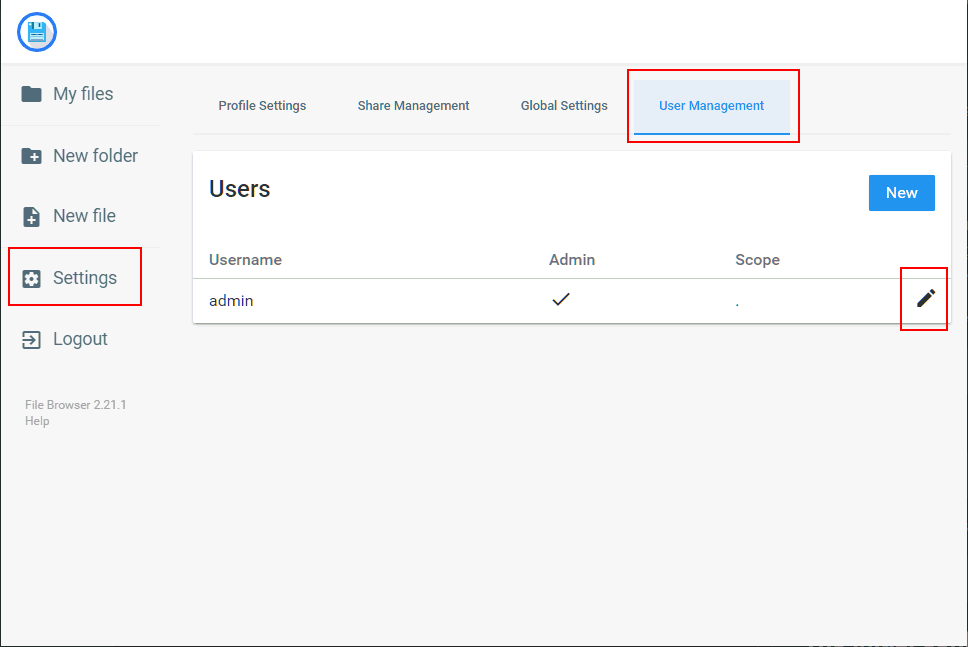 My files
New folder
New file
Settings
Logout
File Browser 2.21.1
Help
Profile Settings Share Management Global Settings User Management
Users New
Username Admin Scope
admin .